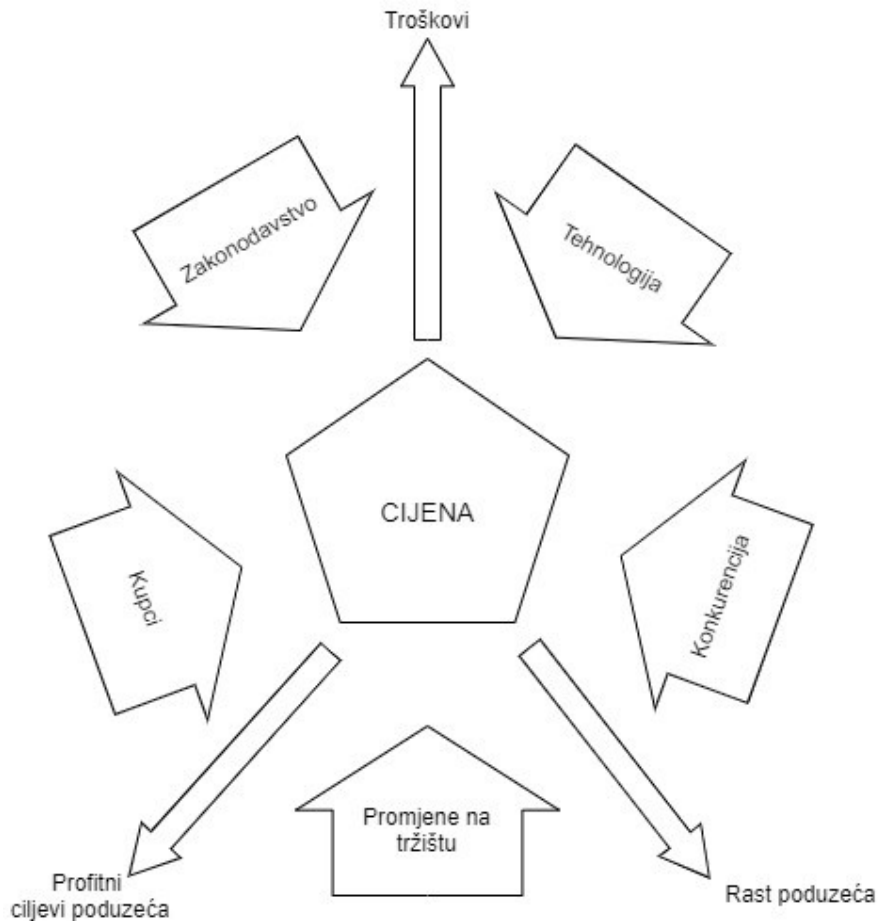 Troškovi
Zakonodavstvo
Tehnologija
CIJENA
Kupci
Konkurencija
Promjene na
tržištu
Profitni
ciljevi poduzeća
Rast poduzeća